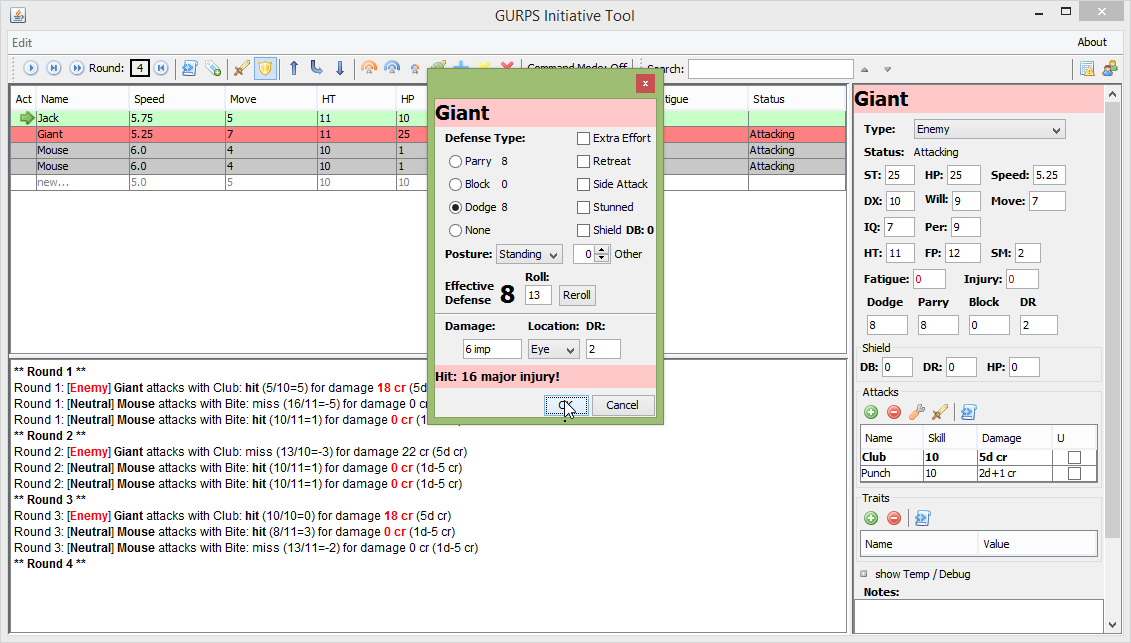 GURPS Initiative Tool
Edit
About
Round: 4
Command Mode: Off
Search:
Act Name Speed Move HT HP tigue Status
Jack 5.75 5 11 10
Giant 5.25 7 11 25 Attacking
Mouse 6.0 4 10 1 Attacking
Mouse 6.0 4 10 1 Attacking
new... 5.0 5 10 10
** Round 1 **
Round 1: [Enemy] Giant attacks with Club: hit (5/10=5) for damage 18 cr (5d
Round 1: [Neutral] Mouse attacks with Bite: miss (16/11=-5) for damage 0 cr
Round 1: [Neutral] Mouse attacks with Bite: hit (10/11=1) for damage 0 cr (1
** Round 2 **
Round 2: [Enemy] Giant attacks with Club: miss (13/10=-3) for damage 22 cr (5d cr)
Round 2: [Neutral] Mouse attacks with Bite: hit (10/11=1) for damage 0 cr (1d-5 cr)
Round 2: [Neutral] Mouse attacks with Bite: hit (10/11=1) for damage 0 cr (1d-5 cr)
** Round 3 **
Round 3: [Enemy] Giant attacks with Club: hit (10/10=0) for damage 18 cr (5d cr)
Round 3: [Neutral] Mouse attacks with Bite: hit (8/11=3) for damage 0 cr (1d-5 cr)
Round 3: [Neutral] Mouse attacks with Bite: miss (13/11=-2) for damage 0 cr (1d-5 cr)
** Round 4 **
Giant
Defense Type:
Extra Effort
Parry 8
Retreat
Block 0
Side Attack
Dodge 8
Stunned
None
Shield DB: 0
Posture: Standing 0 Other
Effective Defense 8
Roll:
13 Reroll
Damage: Location: DR:
6 imp Eye 2
Hit: 16 major injury!
Cancel
Giant
Type: Enemy
Status: Attacking
ST: 25 HP: 25 Speed: 5.25
DX: 10 Will: 9 Move: 7
IQ: 7 Per: 9
HT: 11 FP: 12 SM: 2
Fatigue: 0 Injury: 0
Dodge Parry Block DR
8 8 0 2
Shield
DB: 0 DR: 0 HP: 0
Attacks
Name Skill Damage U
Club 10 5d cr
Punch 10 2d+1 cr
Traits
Name Value
show Temp / Debug
Notes: